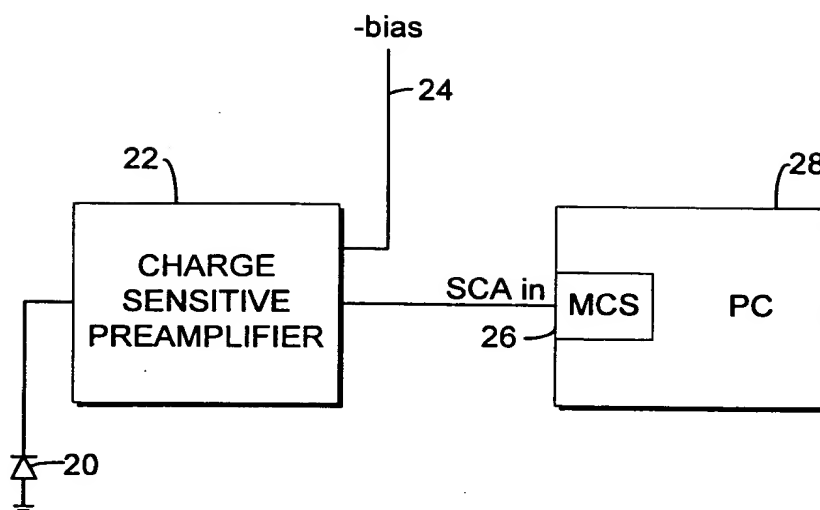 -bias
24
22
28
CHARGE
SENSITIVE
PREAMPLIFIER
SCA in
MCS
PC
26
20